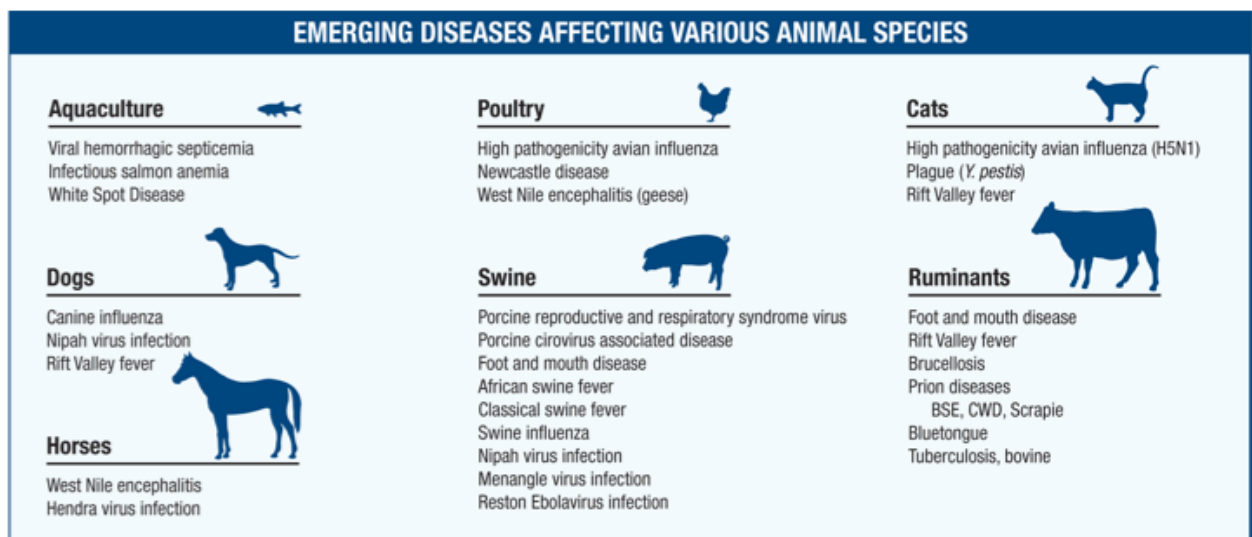 EMERGING DISEASES AFFECTING VARIOUS ANIMAL SPECIES
Aquaculture
Viral hemorrhagic septicemia
Infectious salmon anemia
White Spot Disease
Poultry
High pathogenicity avian influenza
Newcastle disease
West Nile encephalitis (geese)
Cats
High pathogenicity avian influenza (H5N1)
Plague (Y. pestis)
Rift Valley fever
Dogs
Canine influenza
Nipah virus infection
Rift Valley fever
Swine
Porcine reproductive and respiratory syndrome virus
Porcine cirovirus associated disease
Foot and mouth disease
African swine fever
Classical swine fever
Swine influenza
Nipah virus infection
Menangle virus infection
Reston Ebolavirus infection
Ruminants
Foot and mouth disease
Rift Valley fever
Brucellosis
Prion diseases
BSE, CWD, Scrapie
Bluetongue
Tuberculosis, bovine
Horses
West Nile encephalitis
Hendra virus infection